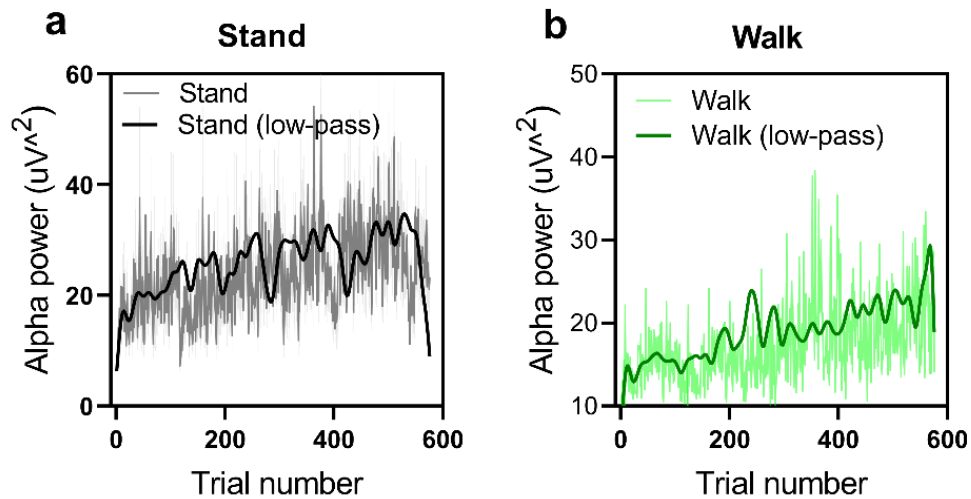 a
Stand
Stand
Stand (low-pass)
60
40
20
0
0
200
400
600
Alpha power (uV^2)
Trial number
b
Walk
Walk
Walk (low-pass)
50
40
30
20
10
0
200
400
600
Alpha power (uV^2)
Trial number